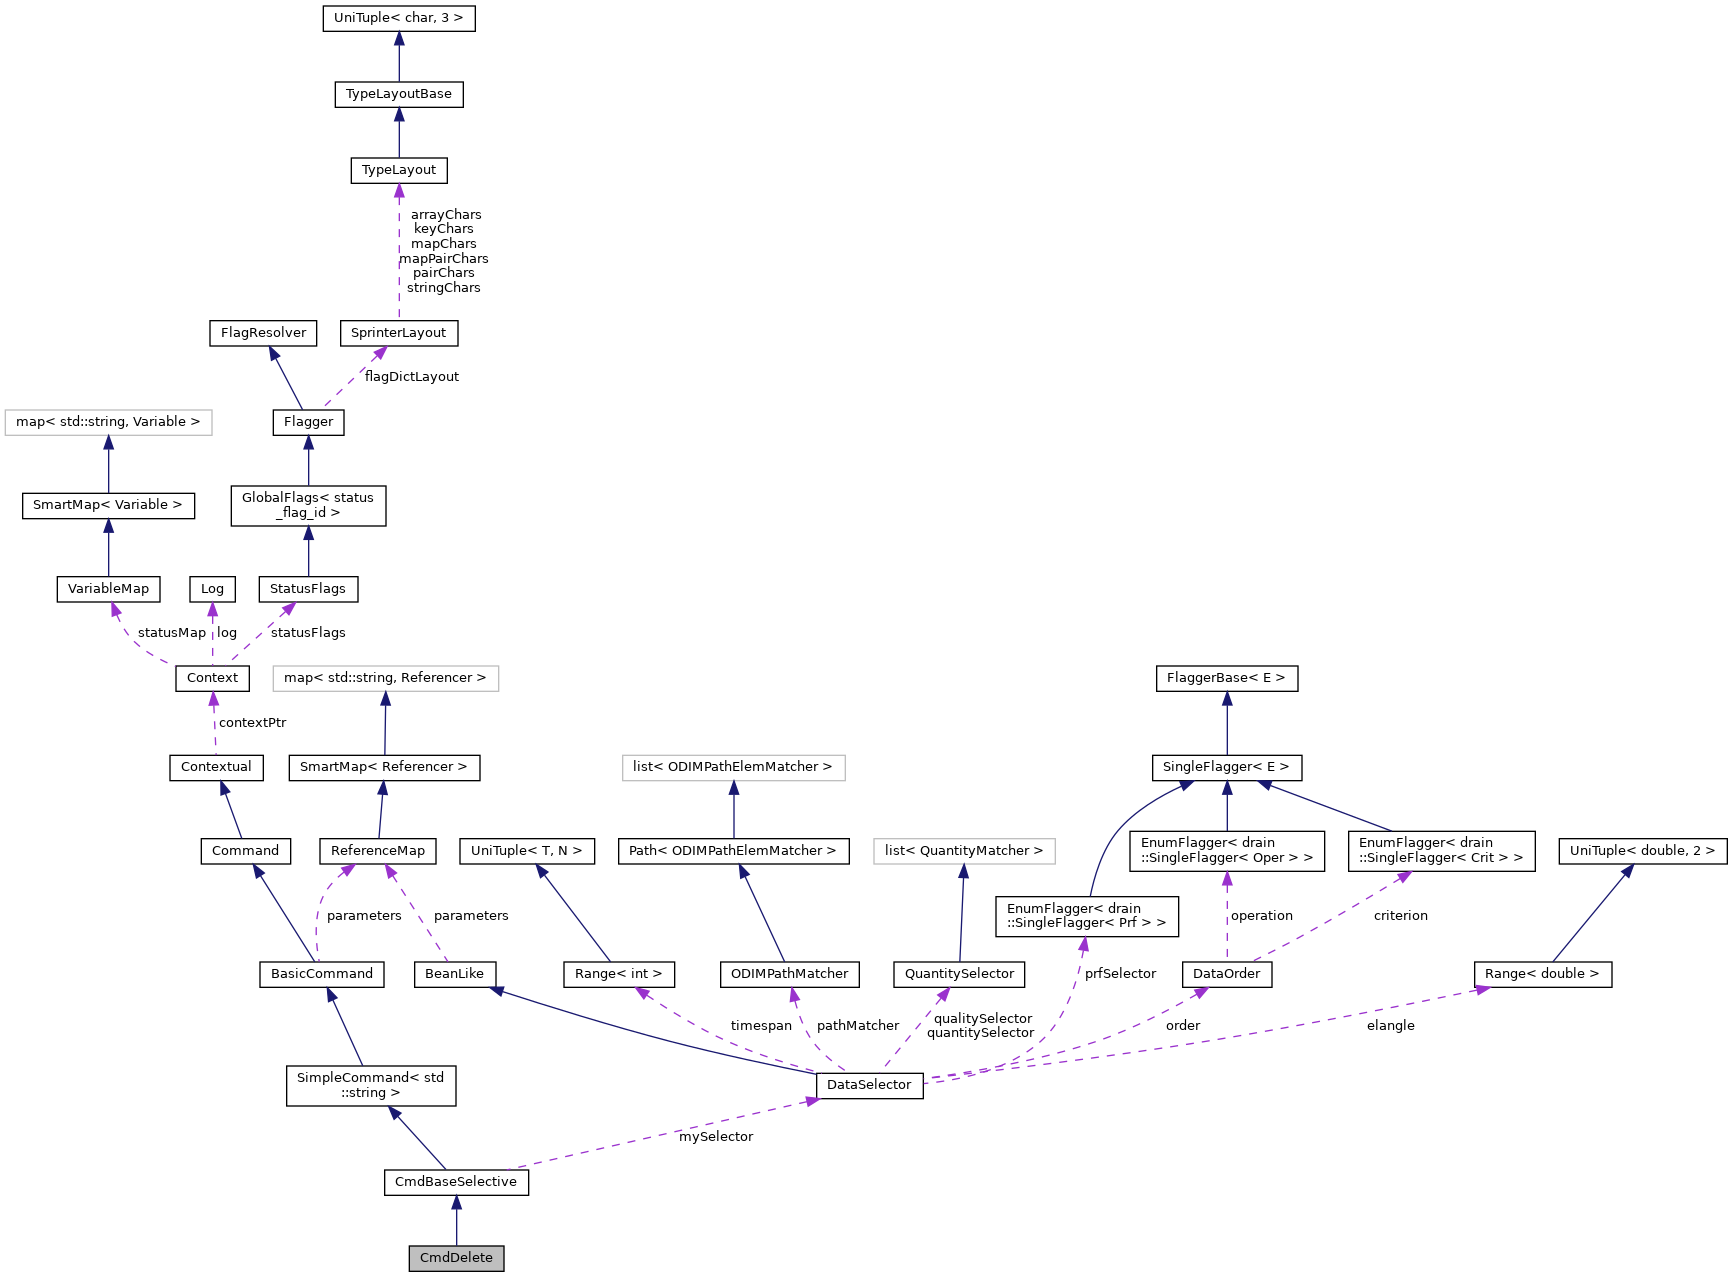 UniTuple< char, 3 >
TypeLayoutBase
TypeLayout
arrayChars
keyChars
mapChars
mapPairChars
pairChars
stringChars
FlagResolver
SprinterLayout
flagDictLayout
map< std::string, Variable >
Flagger
SmartMap< Variable >
GlobalFlags< status
_flag_id >
VariableMap
Log
StatusFlags
statusMap
log
statusFlags
Context
map< std::string, Referencer >
FlaggerBase< E >
contextPtr
Contextual
SmartMap< Referencer >
list< ODIMPathElemMatcher >
SingleFlagger< E >
Command
ReferenceMap
UniTuple< T, N >
Path< ODIMPathElemMatcher >
list< QuantityMatcher >
EnumFlagger< drain
::SingleFlagger< Oper > >
EnumFlagger< drain
::SingleFlagger< Crit > >
UniTuple< double, 2 >
parameters
parameters
EnumFlagger< drain
::SingleFlagger< Prf > >
operation
criterion
BasicCommand
BeanLike
Range< int >
ODIMPathMatcher
QuantitySelector
prfSelector
DataOrder
Range< double >
timespan
pathMatcher
qualitySelector
quantitySelector
order
elangle
SimpleCommand< std
::string >
DataSelector
mySelector
CmdBaseSelective
CmdDelete